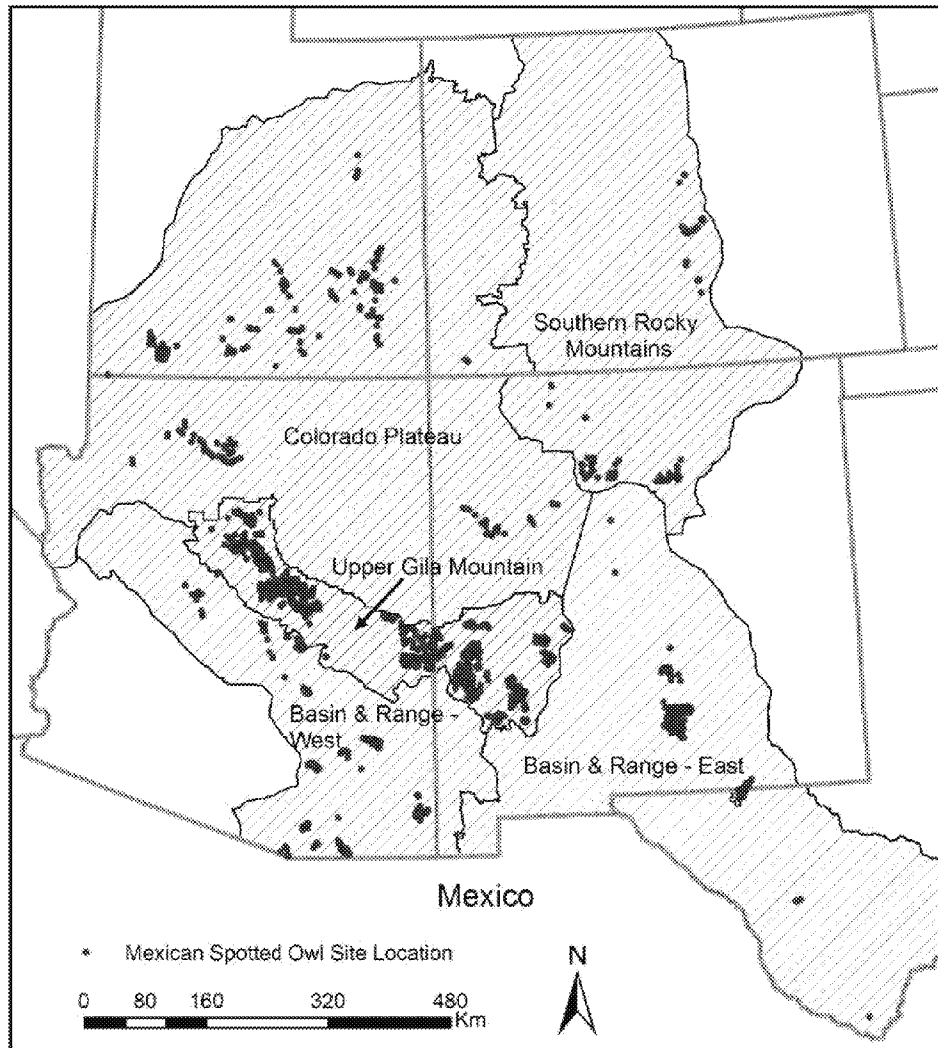 Southern Rocky
Mountains
Colorado Plateau
Upper Gila Mountain
Basin & Range -
West
Basin & Range - East
Mexico
Mexican Spotted Owl Site Location
N
0 80 160 320 480
Km